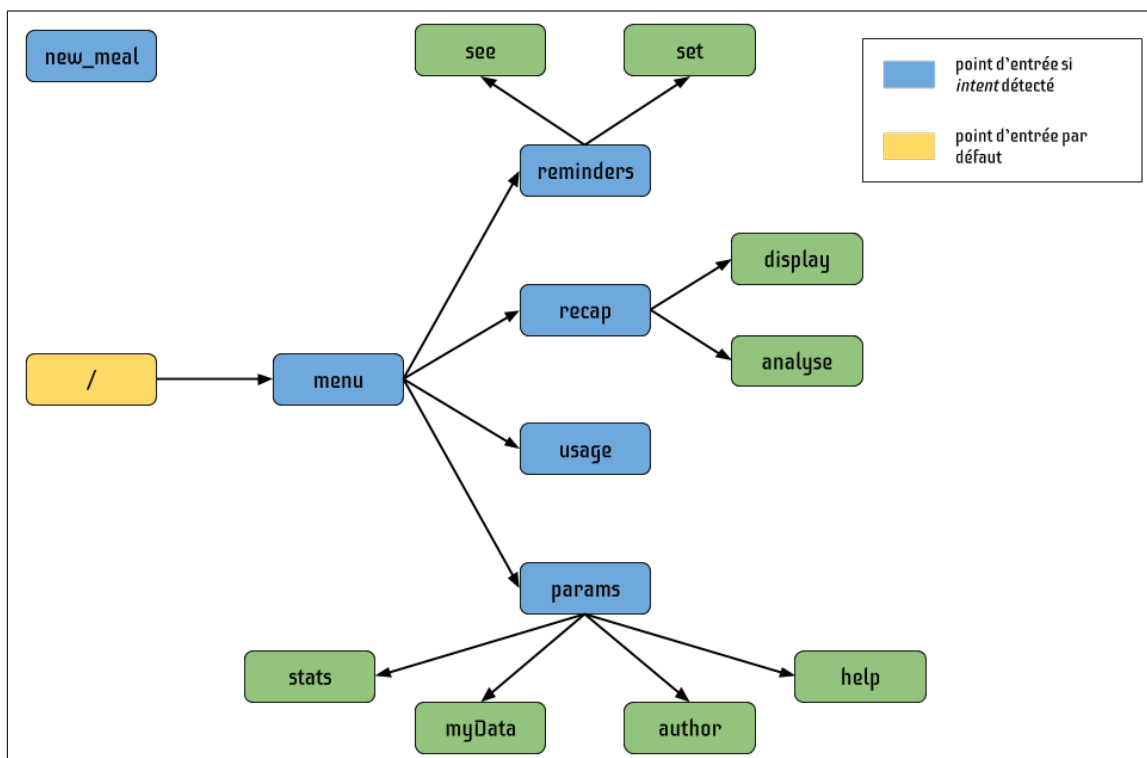 new_meal
see
set
point d'entrée si
intent détecté
point d'entrée par
défaut
reminders
display
recap
analyse
/
menu
usage
params
stats
help
myData
author